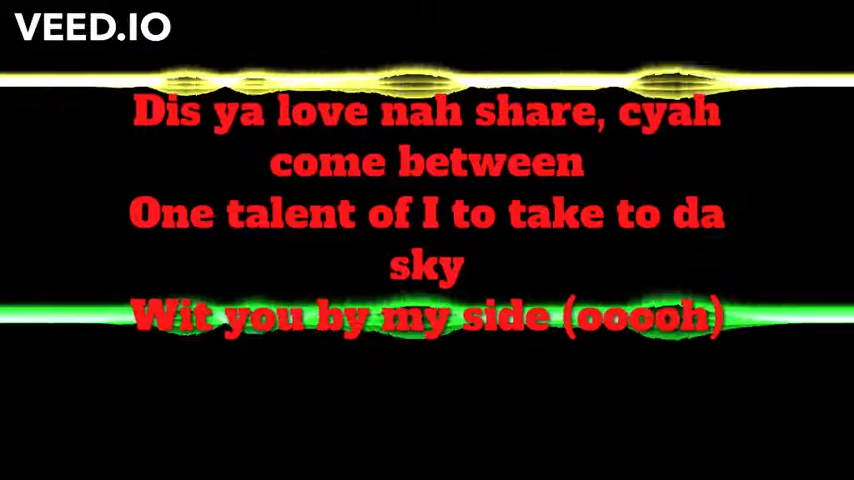 VEED.IO
Dis ya love nah share, cyah
come between
One talent of I to take to da
sky
Wit you by my side (ooooh)